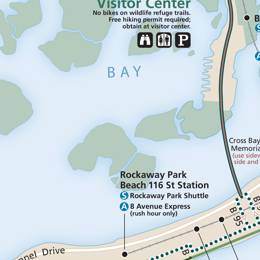 Visitor Center
No bikes on wildlife refuge trails.
Free hiking permit required;
obtain at visitor center.
P
BAY
B
A
Cross Bay
Memoria
(use sidew
side and
Rockaway Park
Beach 116 St Station
S Rockaway Park Shuttle
A 8 Avenue Express
(rush hour only)
B 95
B
nnel Drive